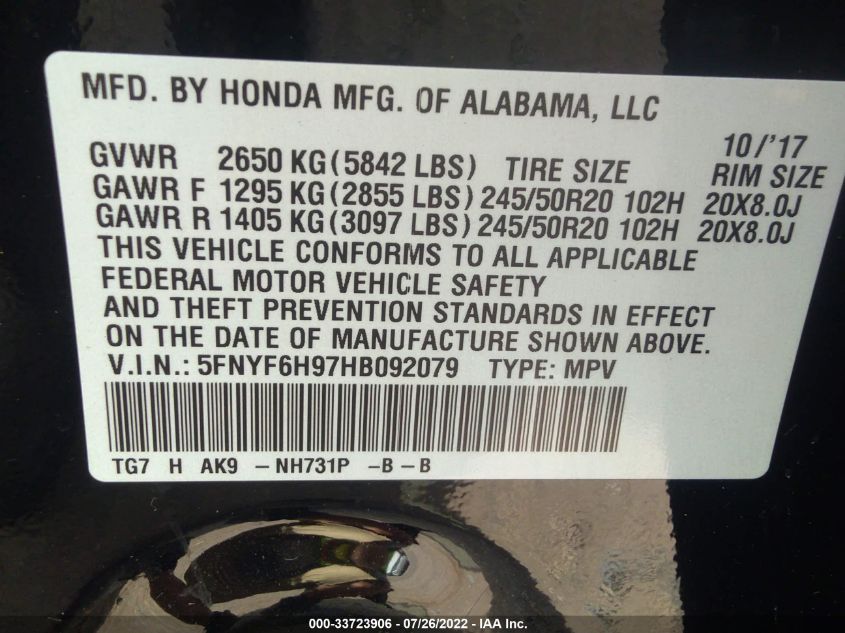 MFD. BY HONDA MFG. OF ALABAMA, LLC
10/'17
GVWR 2650 KG(5842 LBS) TIRE SIZE RIM SIZE
GAWR F 1295 KG(2855 LBS) 245/50R20 102H 20X8.0J
GAWR R 1405 KG(3097 LBS) 245/50R20 102H 20X8.0J
THIS VEHICLE CONFORMS TO ALL APPLICABLE
FEDERAL MOTOR VEHICLE SAFETY
AND THEFT PREVENTION STANDARDS IN EFFECT
ON THE DATE OF MANUFACTURE SHOWN ABOVE.
V.I.N.: 5FNYF6H97HB092079 TYPE: MPV
TG7 H AK9 -NH731P -B-B
000-33723906 - 07/26/2022 - IAA Inc.